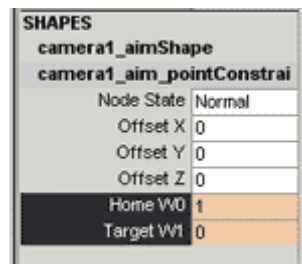 SHAPES
camera1_aimShape
camera1_aim_pointConstrai
Node State Normal
Offset X 0
Offset Y 0
Offset Z 0
Home W0 1
Target W1 0